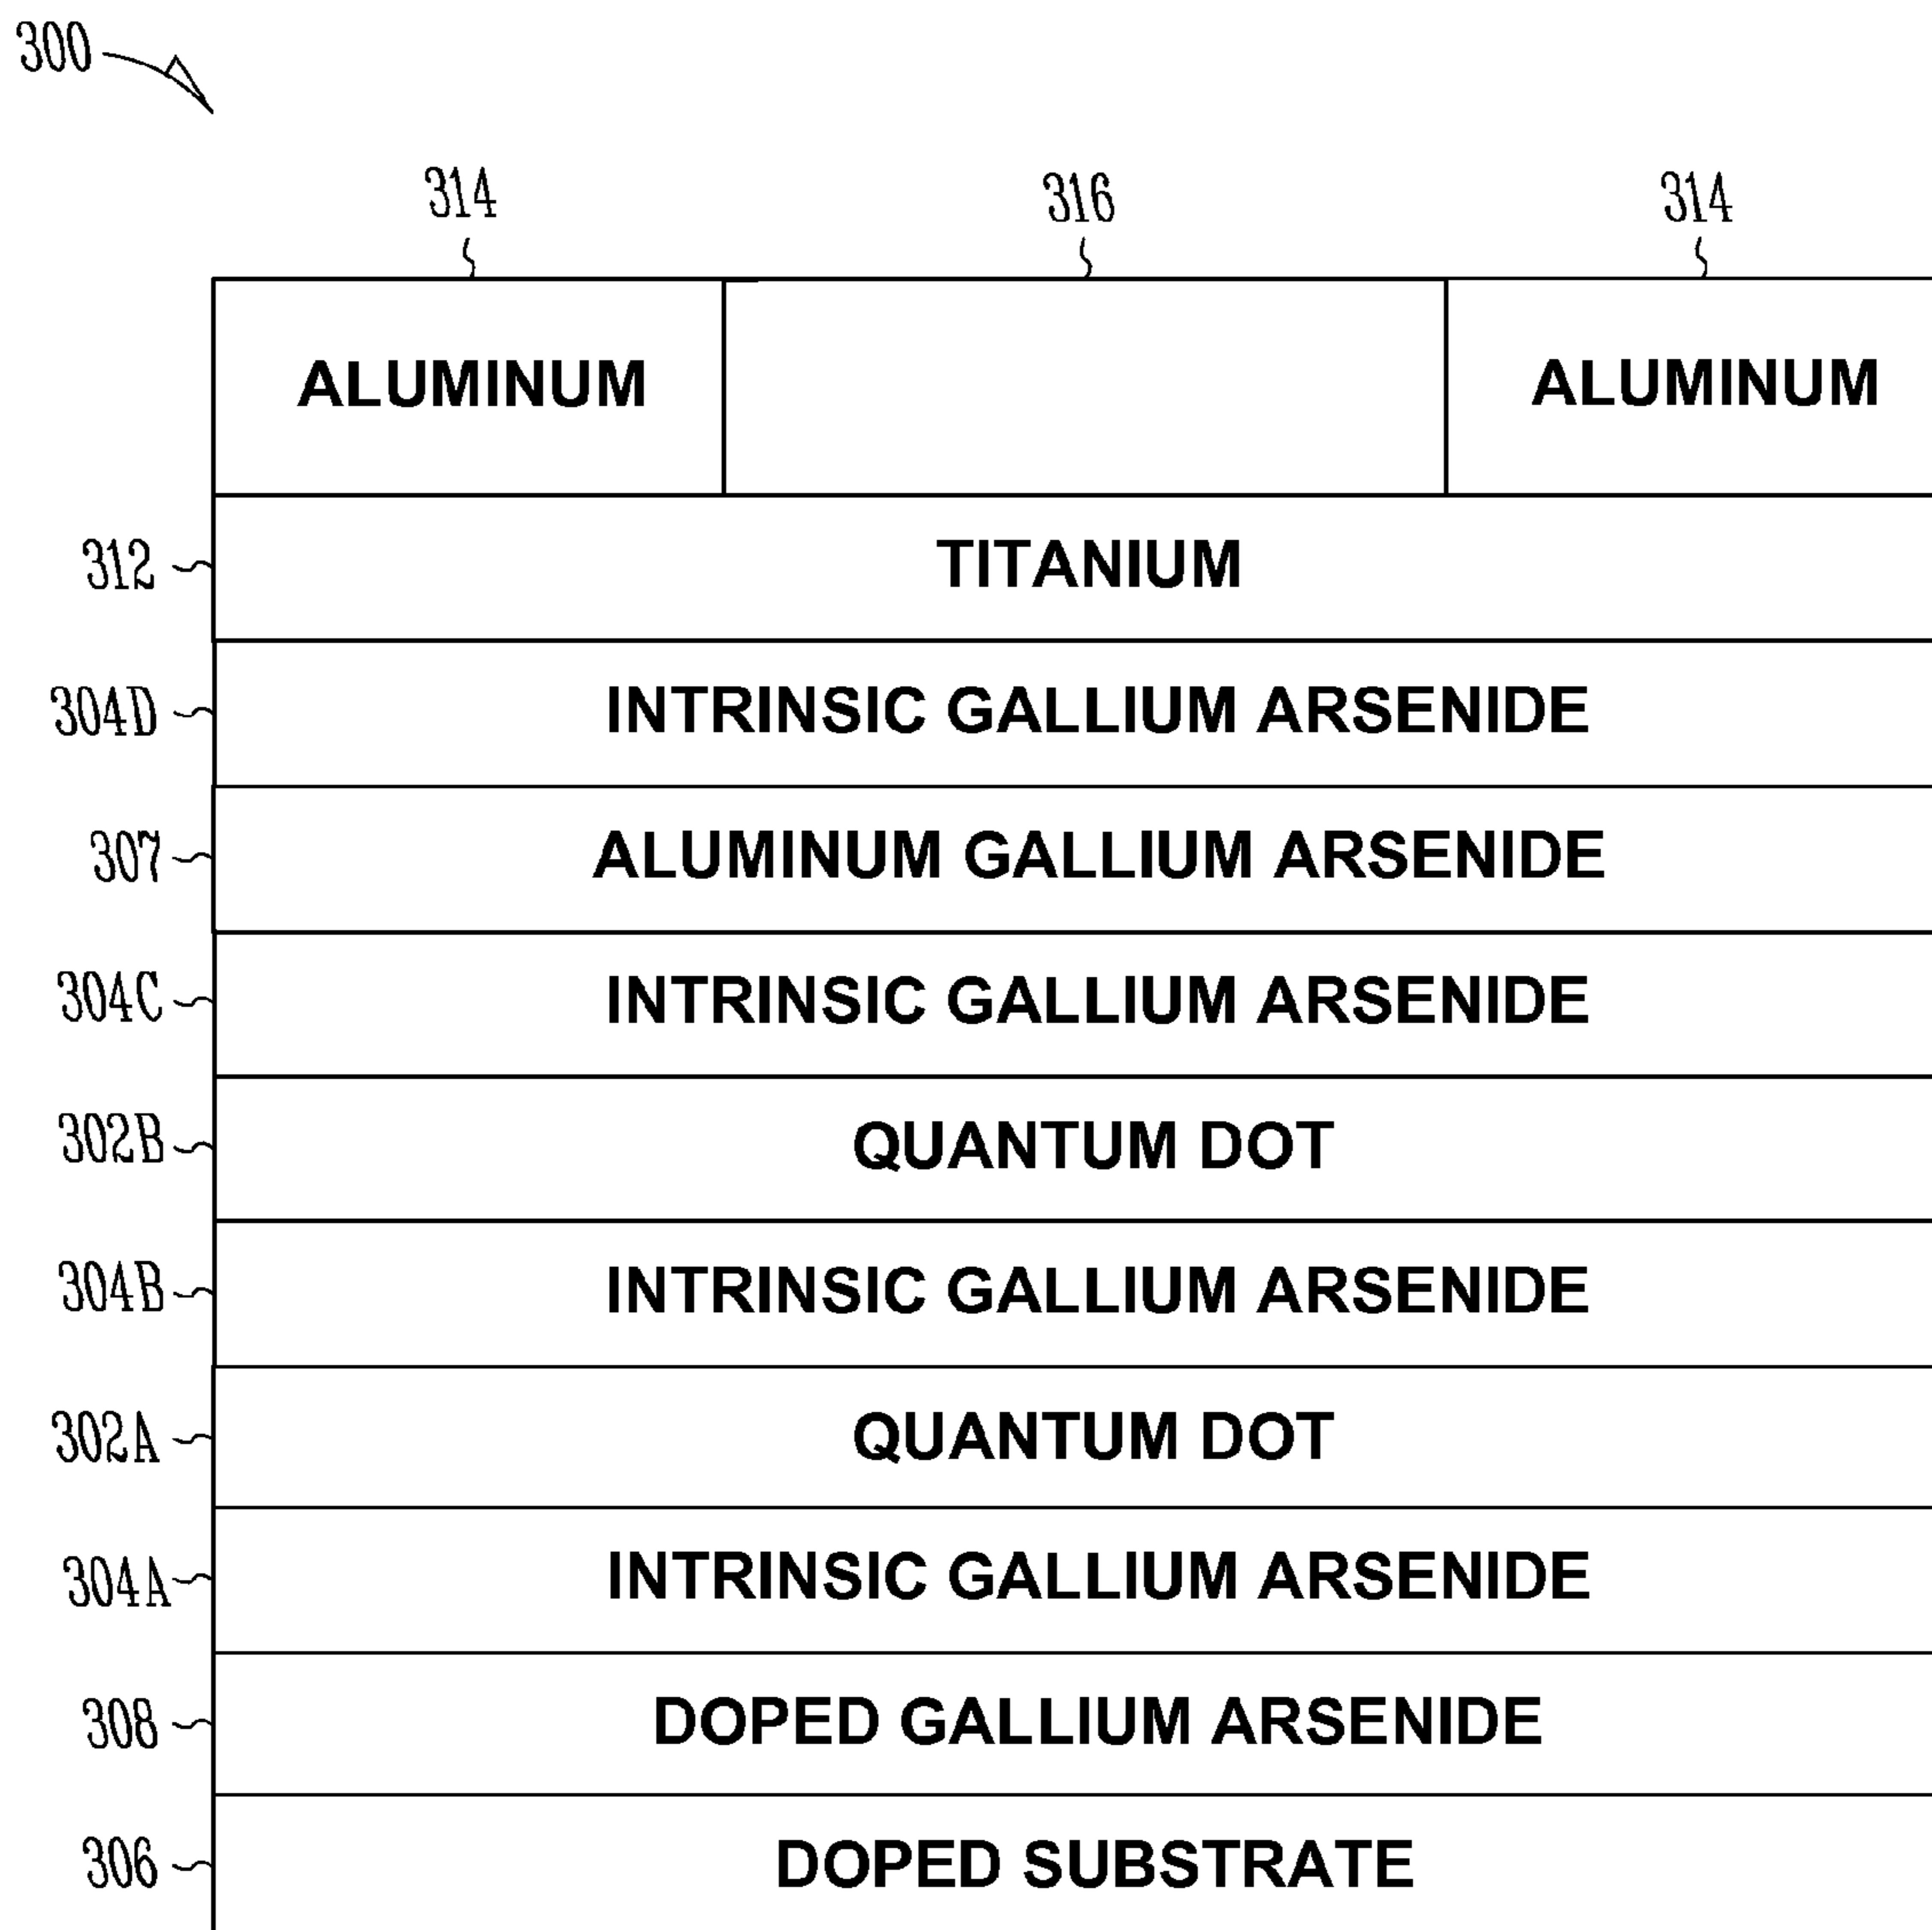 300
314 316 314
ALUMINUM ALUMINUM
312 TITANIUM
304D INTRINSIC GALLIUM ARSENIDE
307 ALUMINUM GALLIUM ARSENIDE
304C INTRINSIC GALLIUM ARSENIDE
302B QUANTUM DOT
304B INTRINSIC GALLIUM ARSENIDE
302A QUANTUM DOT
304A INTRINSIC GALLIUM ARSENIDE
308 DOPED GALLIUM ARSENIDE
306 DOPED SUBSTRATE